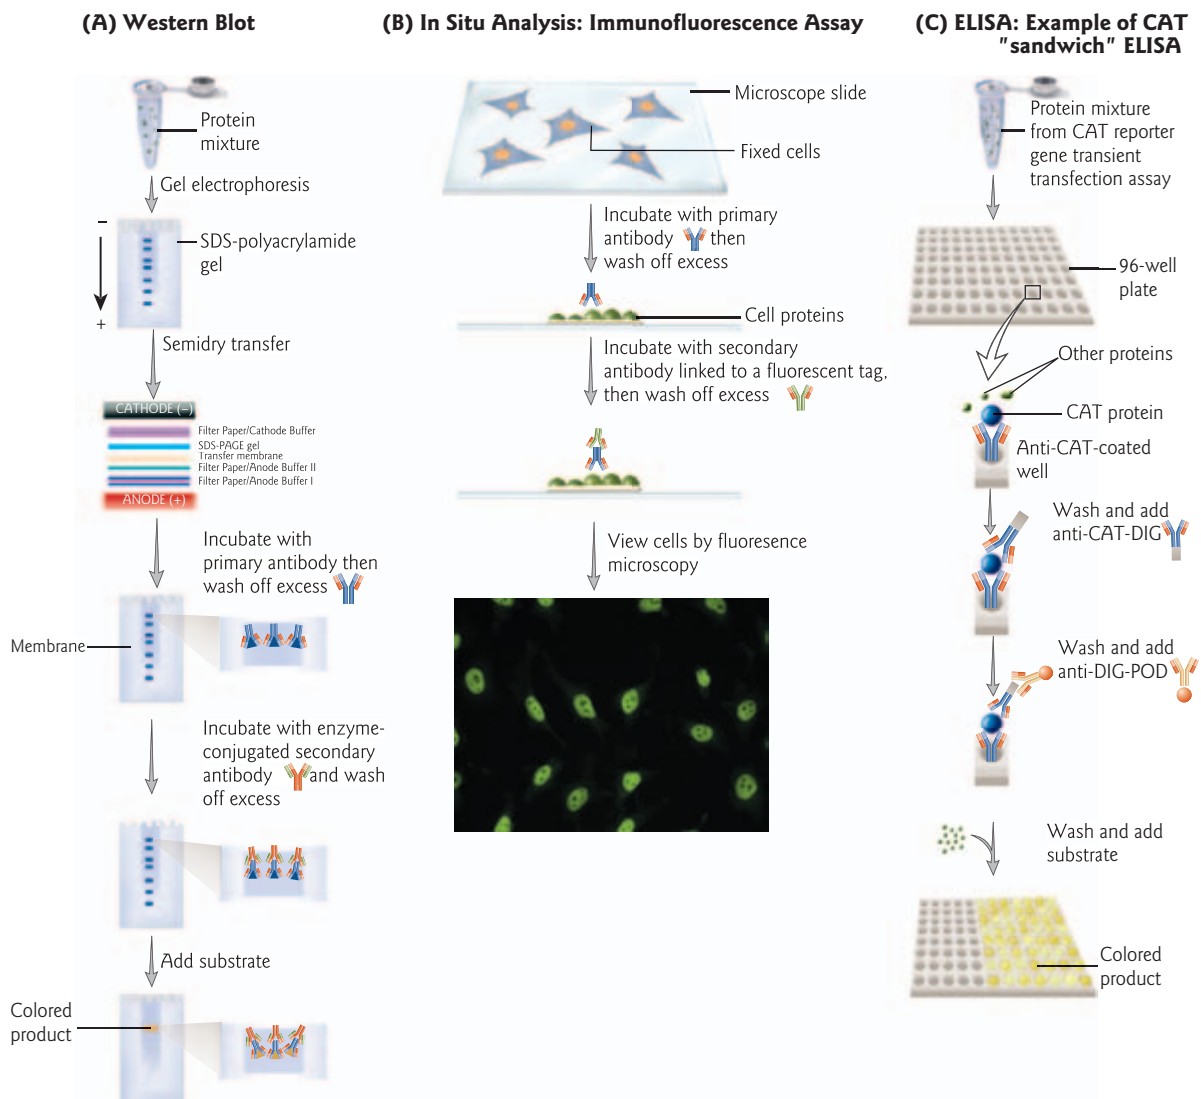 (A) Western Blot
Protein
mixture
Gel electrophoresis
–
SDS-polyacrylamide
gel
+
Semidry transfer
CATHODE (–)
Filter Paper/Cathode Buffer
SDS-PAGE gel
Transfer membrane
Filter Paper/Anode Buffer II
Filter Paper/Anode Buffer I
ANODE (+)
Incubate with
primary antibody then
wash off excess
Membrane
Incubate with enzyme-
conjugated secondary
antibody and wash
off excess
Add substrate
Colored
product
(B) In Situ Analysis: Immunofluorescence Assay
Microscope slide
Fixed cells
Incubate with primary
antibody then
wash off excess
Cell proteins
Incubate with secondary
antibody linked to a fluorescent tag,
then wash off excess
View cells by fluoresence
microscopy
(C) ELISA: Example of CAT
"sandwich" ELISA
Protein mixture
from CAT reporter
gene transient
transfection assay
96-well
plate
Other proteins
CAT protein
Anti-CAT-coated
well
Wash and add
anti-CAT-DIG
Wash and add
anti-DIG-POD
Wash and add
substrate
Colored
product